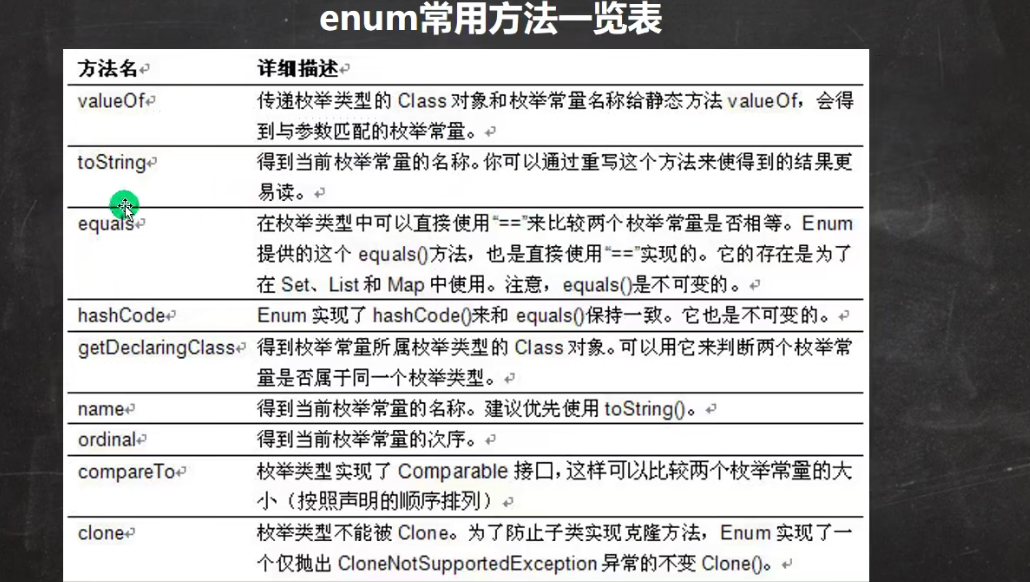 enum常用方法一览表
方法名 详细描述
valueOf 传递枚举类型的 Class 对象和枚举常量名称给静态方法 valueOf，会得
到与参数匹配的枚举常量。
toString 得到当前枚举常量的名称。你可以通过重写这个方法来使得到的结果更
易读。
equals 在枚举类型中可以直接使用“==”来比较两个枚举常量是否相等。Enum
提供的这个 equals()方法，也是直接使用“==”实现的。它的存在是为了
在 Set、List 和 Map 中使用。注意，equals()是不可变的。
hashCode Enum 实现了 hashCode()来和 equals()保持一致。它也是不可变的。
getDeclaringClass 得到枚举常量所属枚举类型的 Class 对象。可以用它来判断两个枚举常
量是否属于同一个枚举类型。
name 得到当前枚举常量的名称。建议优先使用 toString()。
ordinal 得到当前枚举常量的次序。
compareTo 枚举类型实现了 Comparable 接口，这样可以比较两个枚举常量的大
小（按照声明的顺序排列）
clone 枚举类型不能被 Clone。为了防止子类实现克隆方法，Enum 实现了一
个仅抛出 CloneNotSupportedException 异常的不变 Clone()。